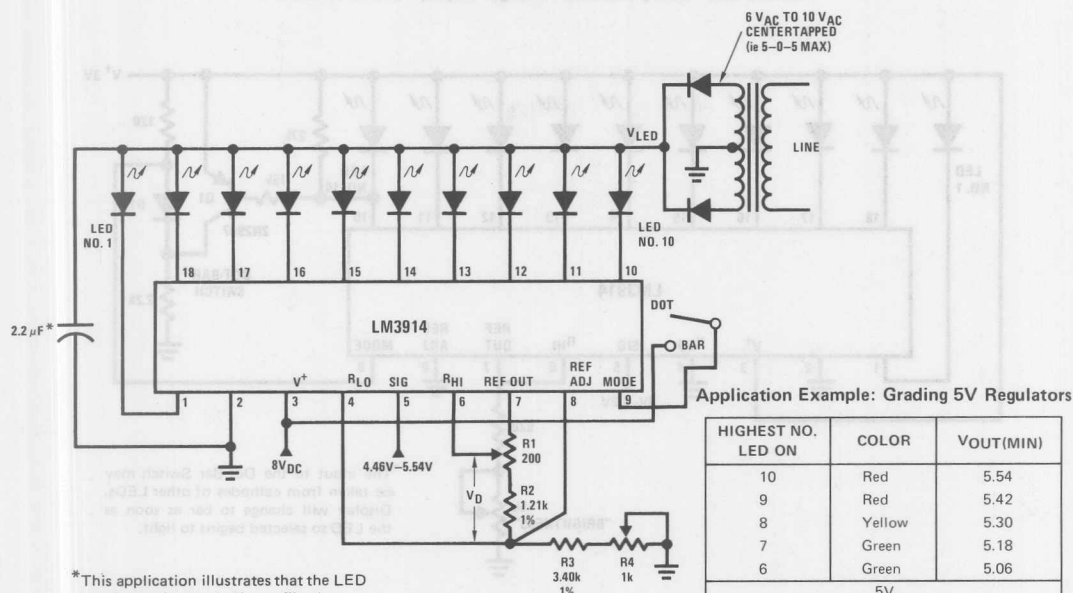 6 VAC TO 10 VAC
CENTERTAPPED
(ie 5–0–5 MAX)
VLED
LINE
LED
NO. 1
LED
NO. 10
18 17 16 15 14 13 12 11 10
2.2 µF*
LM3914
DOT
BAR
V+ RLO SIG RHI REF OUT REF ADJ MODE
1 2 3 4 5 6 7 8 9
8VDC
4.46V–5.54V
R1
200
VD
R2
1.21k
1%
R3
3.40k
1%
R4
1k
Application Example: Grading 5V Regulators
HIGHEST NO. LED ON COLOR VOUT(MIN)
10 Red 5.54
9 Red 5.42
8 Yellow 5.30
7 Green 5.18
6 Green 5.06
5V
*This application illustrates that the LED